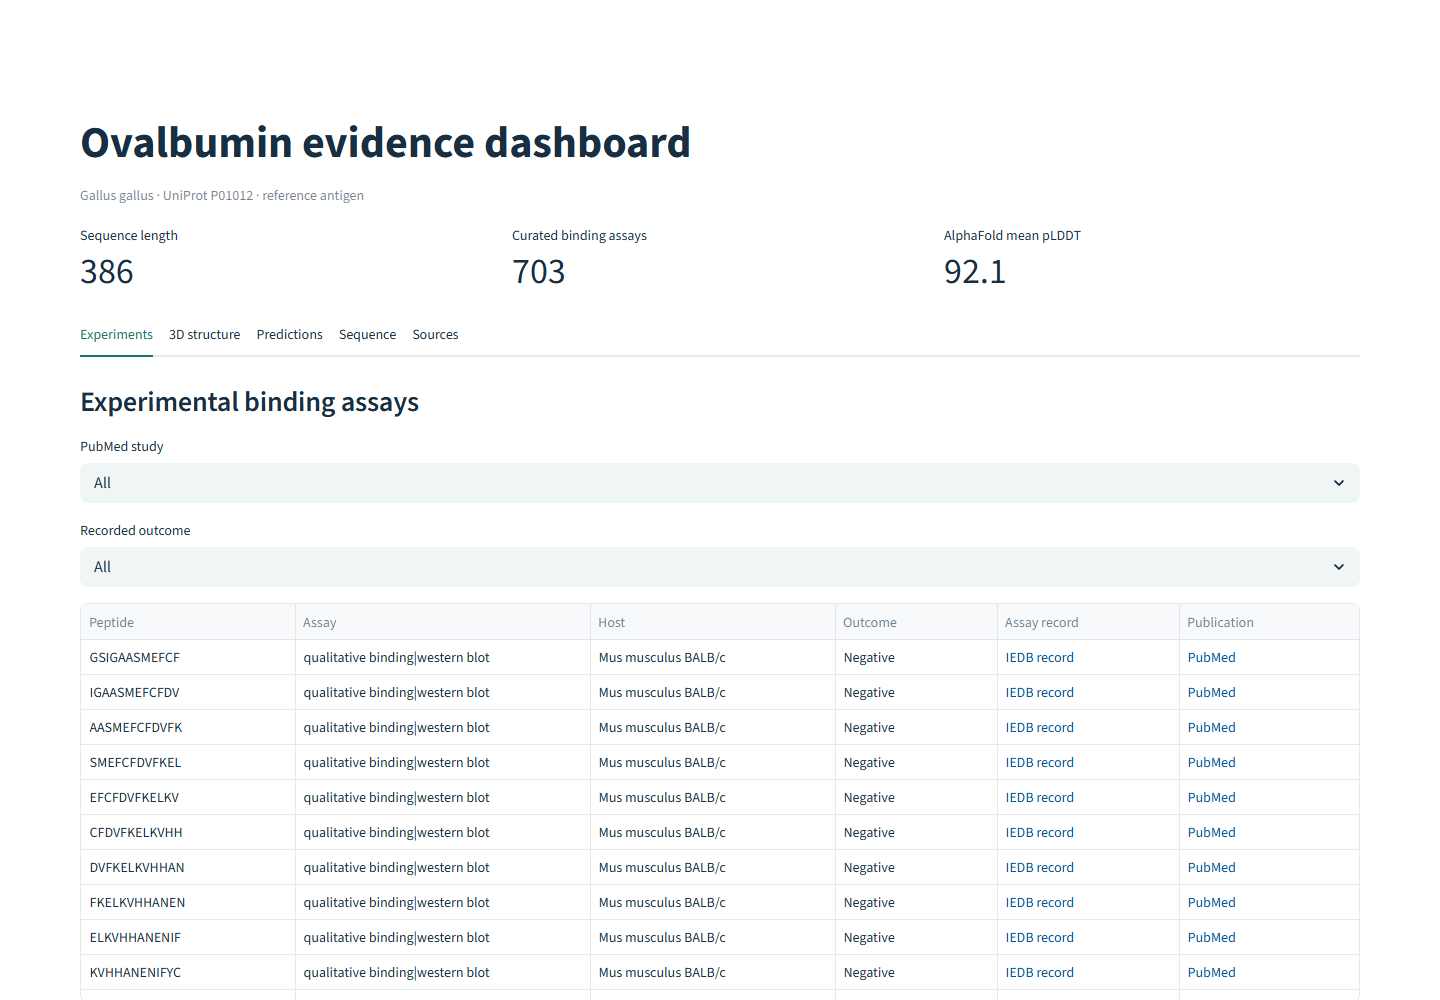 Ovalbumin evidence dashboard
Gallus gallus · UniProt P01012 · reference antigen
Sequence length Curated binding assays AlphaFold mean pLDDT
386 703 92.1
Experiments 3D structure Predictions Sequence Sources
Experimental binding assays
PubMed study
All
Recorded outcome
All
Peptide Assay Host Outcome Assay record Publication
GSIGAASMEFCF qualitative binding|western blot Mus musculus BALB/c Negative IEDB record PubMed
IGAASMEFCFDV qualitative binding|western blot Mus musculus BALB/c Negative IEDB record PubMed
AASMEFCFDVFK qualitative binding|western blot Mus musculus BALB/c Negative IEDB record PubMed
SMEFCFDVFKEL qualitative binding|western blot Mus musculus BALB/c Negative IEDB record PubMed
EFCFDVFKELKV qualitative binding|western blot Mus musculus BALB/c Negative IEDB record PubMed
CFDVFKELKVHH qualitative binding|western blot Mus musculus BALB/c Negative IEDB record PubMed
DVFKELKVHHAN qualitative binding|western blot Mus musculus BALB/c Negative IEDB record PubMed
FKELKVHHANEN qualitative binding|western blot Mus musculus BALB/c Negative IEDB record PubMed
ELKVHHANENIF qualitative binding|western blot Mus musculus BALB/c Negative IEDB record PubMed
KVHHANENIFYC qualitative binding|western blot Mus musculus BALB/c Negative IEDB record PubMed